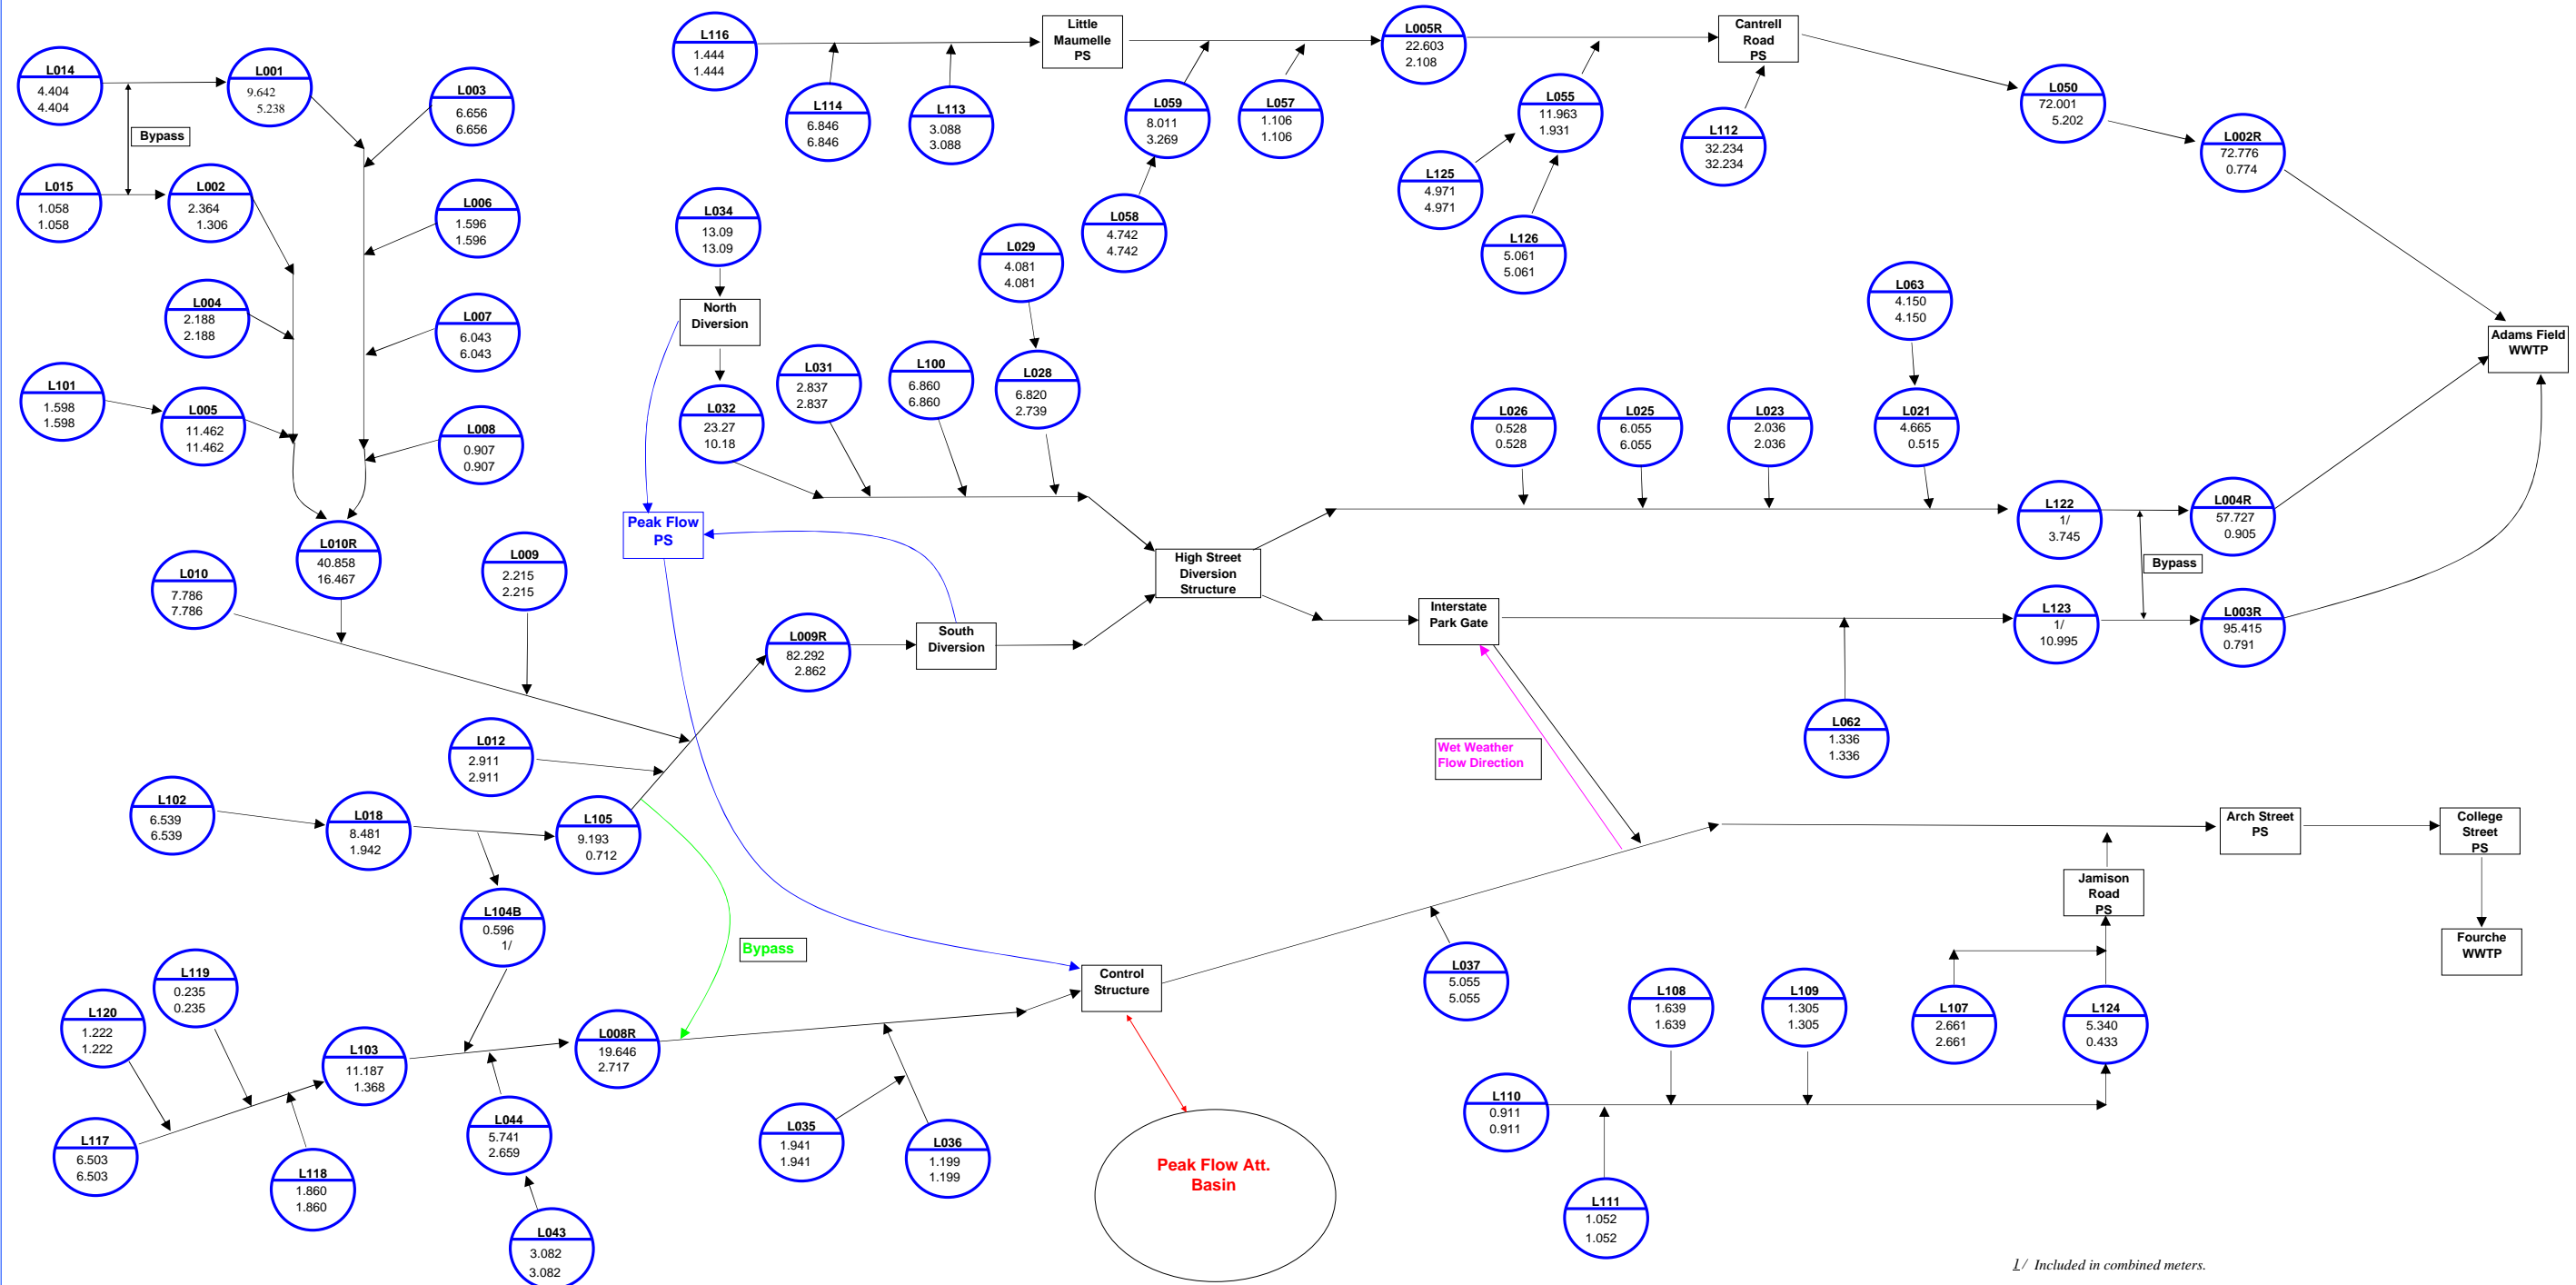 L014
4.404
4.404
L001
9.642
5.238
L003
6.656
6.656
Bypass
L015
1.058
1.058
L002
2.364
1.306
L006
1.596
1.596
L004
2.188
2.188
L007
6.043
6.043
L101
1.598
1.598
L005
11.462
11.462
L008
0.907
0.907
L010R
40.858
16.467
L010
7.786
7.786
L009
2.215
2.215
L116
1.444
1.444
L114
6.846
6.846
L113
3.088
3.088
Little
Maumelle
PS
L059
8.011
3.269
L057
1.106
1.106
L058
4.742
4.742
L005R
22.603
2.108
L055
11.963
1.931
L125
4.971
4.971
L126
5.061
5.061
Cantrell
Road
PS
L112
32.234
32.234
L050
72.001
5.202
L002R
72.776
0.774
Adams Field
WWTP
L034
13.09
13.09
North
Diversion
L032
23.27
10.18
L031
2.837
2.837
L100
6.860
6.860
L029
4.081
4.081
L028
6.820
2.739
L063
4.150
4.150
L026
0.528
0.528
L025
6.055
6.055
L023
2.036
2.036
L021
4.665
0.515
L122
1/
3.745
L004R
57.727
0.905
Bypass
Peak Flow
PS
High Street
Diversion
Structure
L009R
82.292
2.862
South
Diversion
Interstate
Park Gate
L123
1/
10.995
L003R
95.415
0.791
L062
1.336
1.336
Wet Weather
Flow Direction
L012
2.911
2.911
L102
6.539
6.539
L018
8.481
1.942
L105
9.193
0.712
L104B
0.596
1/
Bypass
L119
0.235
0.235
L120
1.222
1.222
L117
6.503
6.503
L118
1.860
1.860
L103
11.187
1.368
L008R
19.646
2.717
L044
5.741
2.659
L043
3.082
3.082
L035
1.941
1.941
L036
1.199
1.199
Control
Structure
Peak Flow Att.
Basin
L037
5.055
5.055
Arch Street
PS
College
Street
PS
Jamison
Road
PS
Fourche
WWTP
L108
1.639
1.639
L109
1.305
1.305
L107
2.661
2.661
L124
5.340
0.433
L110
0.911
0.911
L111
1.052
1.052
1/ Included in combined meters.